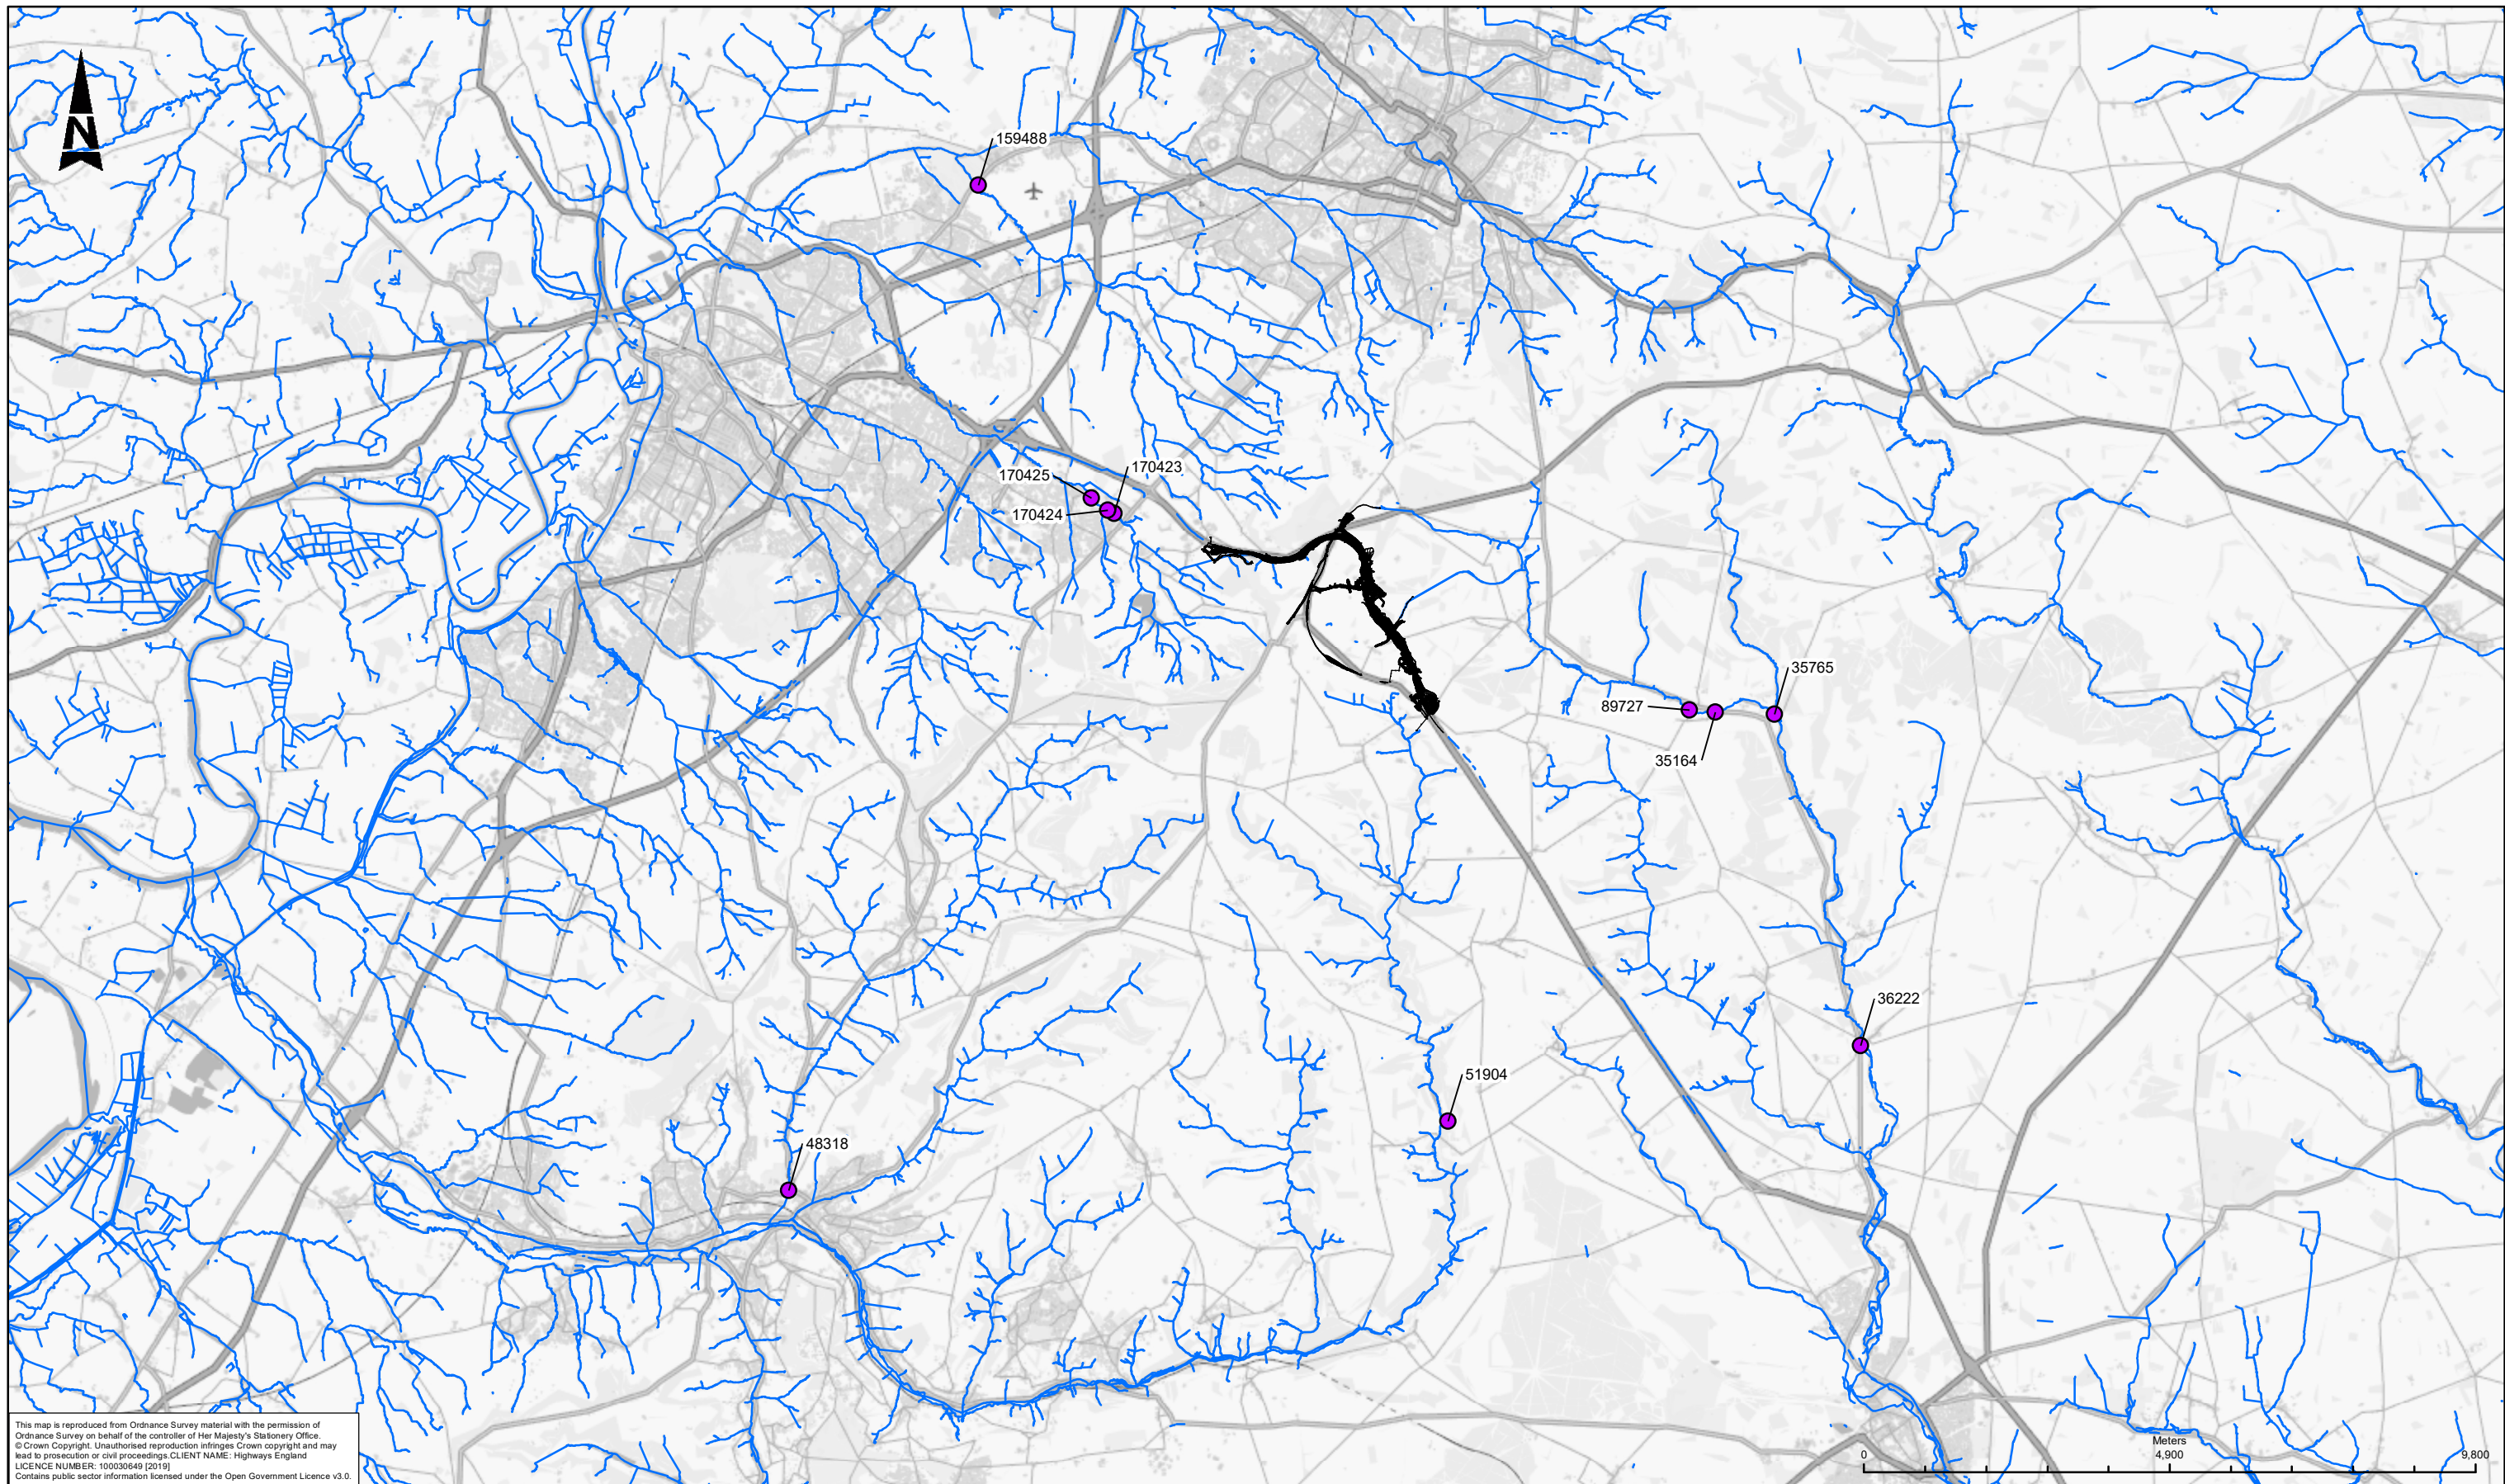 N
159488
170423
170425
170424
35765
89727
35164
36222
51904
48318
This map is reproduced from Ordnance Survey material with the permission of
Ordnance Survey on behalf of the controller of Her Majesty's Stationery Office.
© Crown Copyright. Unauthorised reproduction infringes Crown copyright and may
lead to prosecution or civil proceedings.CLIENT NAME: Highways England
LICENCE NUMBER: 100030649 [2019]
Contains public sector information licensed under the Open Government Licence v3.0.
Meters
0 4,900 9,800